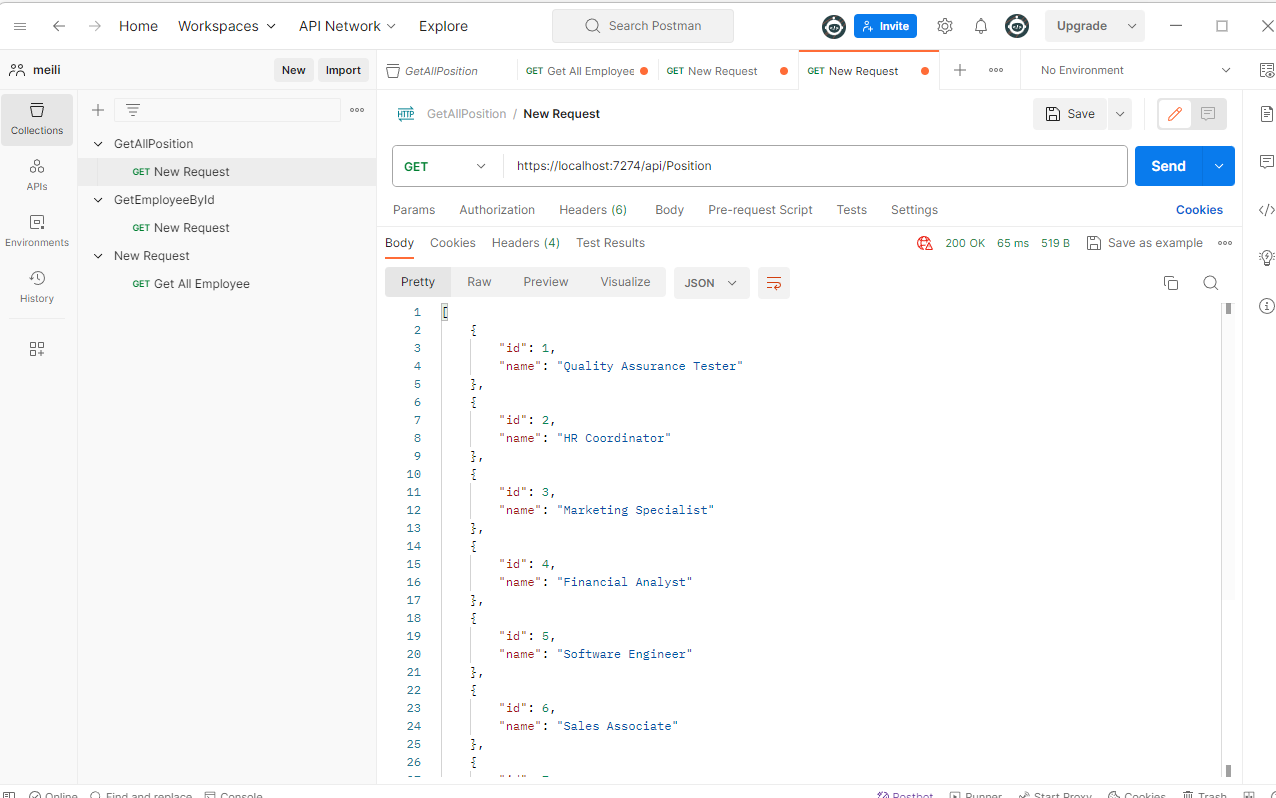 Home Workspaces API Network Explore Search Postman Invite Upgrade
meili New Import
GetAllPosition GET Get All Employee GET New Request GET New Request No Environment
Collections
APIs
Environments
History
GetAllPosition
GET New Request
GetEmployeeById
GET New Request
New Request
GET Get All Employee
HTTP GetAllPosition / New Request Save
GET https://localhost:7274/api/Position Send
Params Authorization Headers (6) Body Pre-request Script Tests Settings Cookies
Body Cookies Headers (4) Test Results 200 OK 65 ms 519 B Save as example
Pretty Raw Preview Visualize JSON
1 [
2 {
3 "id": 1,
4 "name": "Quality Assurance Tester"
5 },
6 {
7 "id": 2,
8 "name": "HR Coordinator"
9 },
10 {
11 "id": 3,
12 "name": "Marketing Specialist"
13 },
14 {
15 "id": 4,
16 "name": "Financial Analyst"
17 },
18 {
19 "id": 5,
20 "name": "Software Engineer"
21 },
22 {
23 "id": 6,
24 "name": "Sales Associate"
25 },
26 {
Online Find and replace Console Postbot Runner Start Proxy Cookies Trash